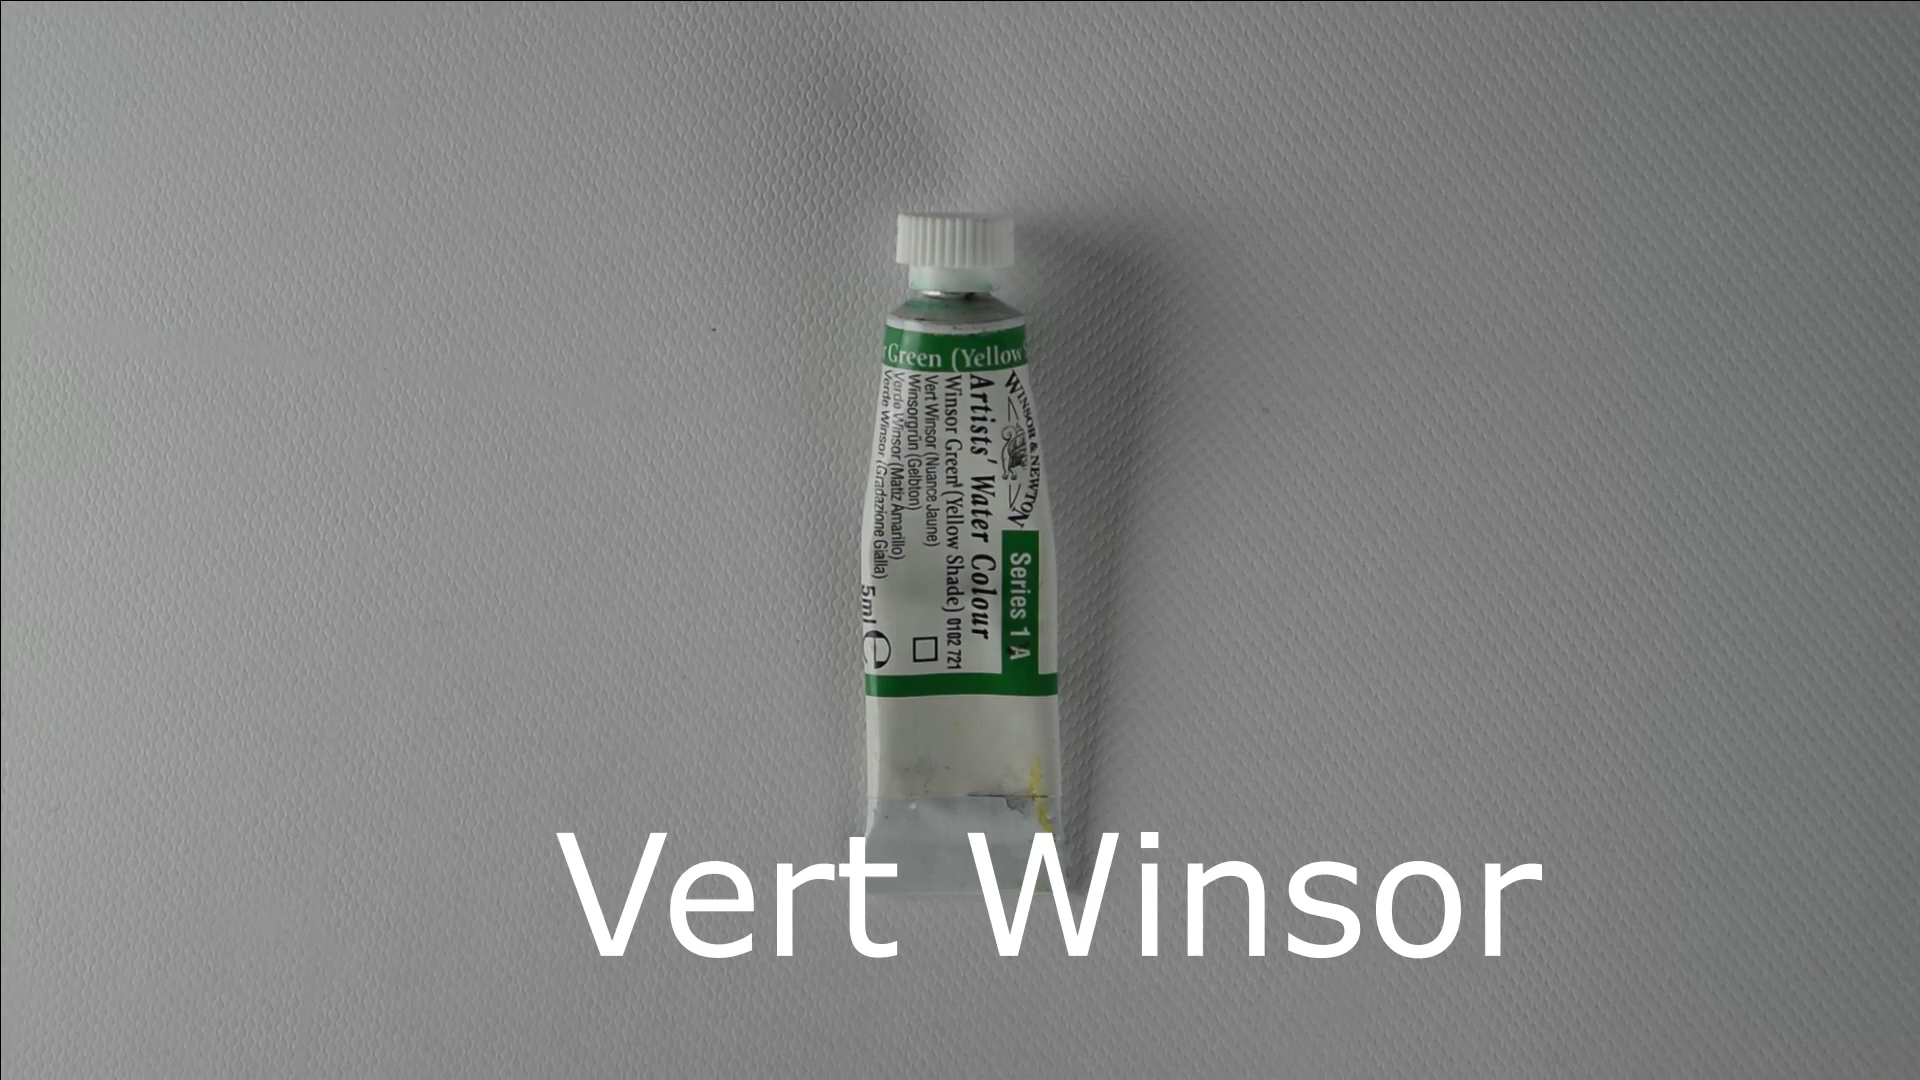 Green (Yellow S
WINSOR & NEWTON
Series 1 A
Artists' Water Colour
Winsor Green (Yellow Shade) 0102 721
Vert Winsor (Nuance Jaune)
Winsorgrün (Gelbton)
Verde Winsor (Matiz Amarillo)
Verde Winsor (Gradazione Gialla)
5ml e
Vert Winsor